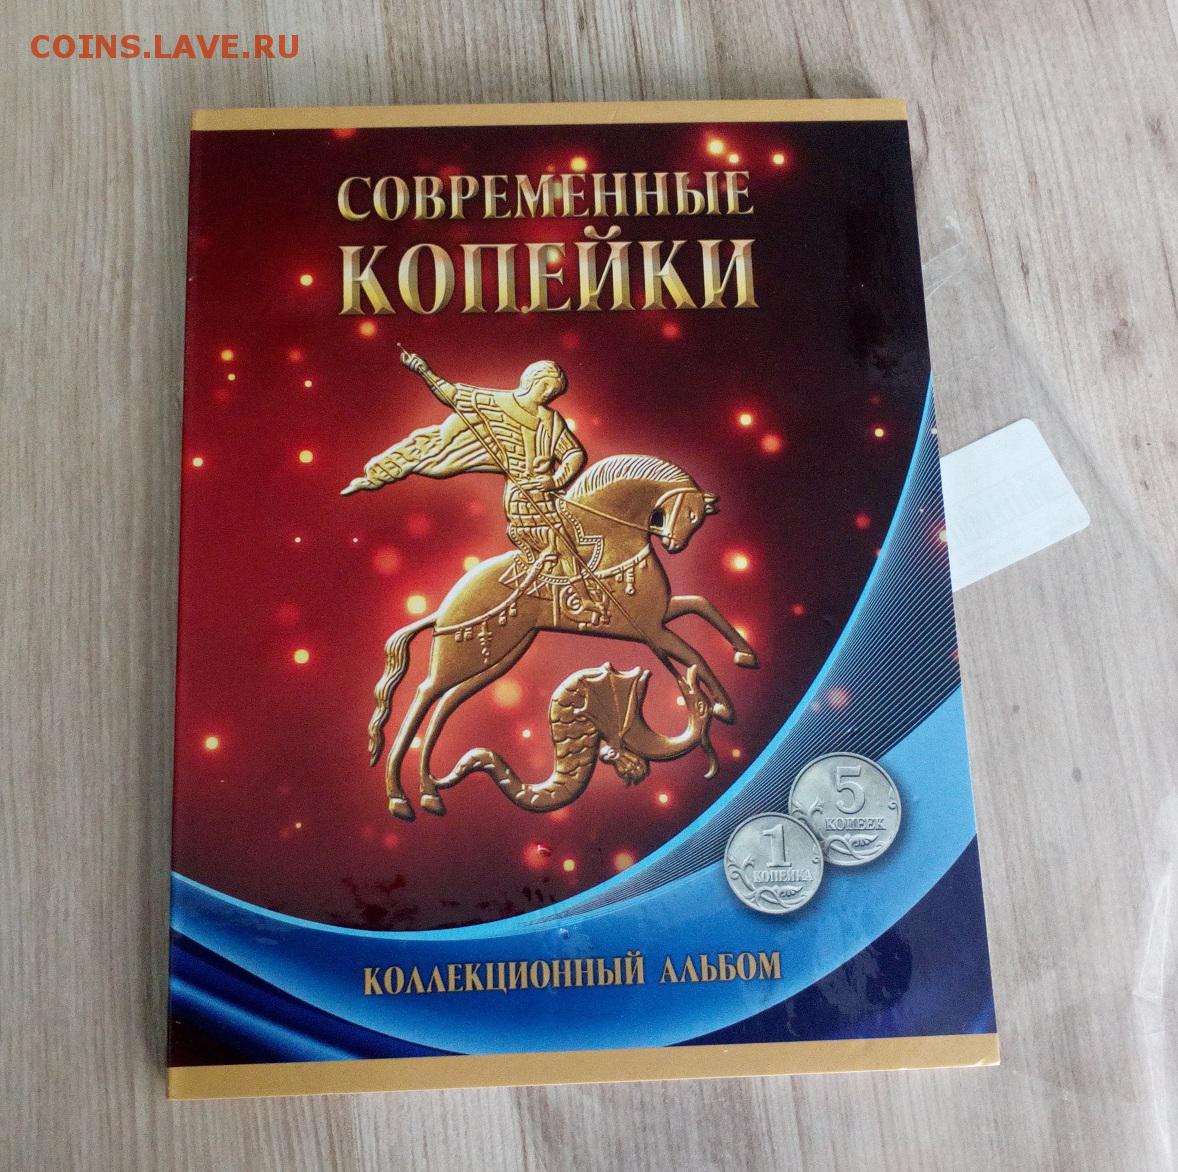 COINS.LAVE.RU
СОВРЕМЕННЫЕ
КОПЕЙКИ
5
КОПЕЕК
1
КОПЕЙКА
КОЛЛЕКЦИОННЫЙ АЛЬБОМ